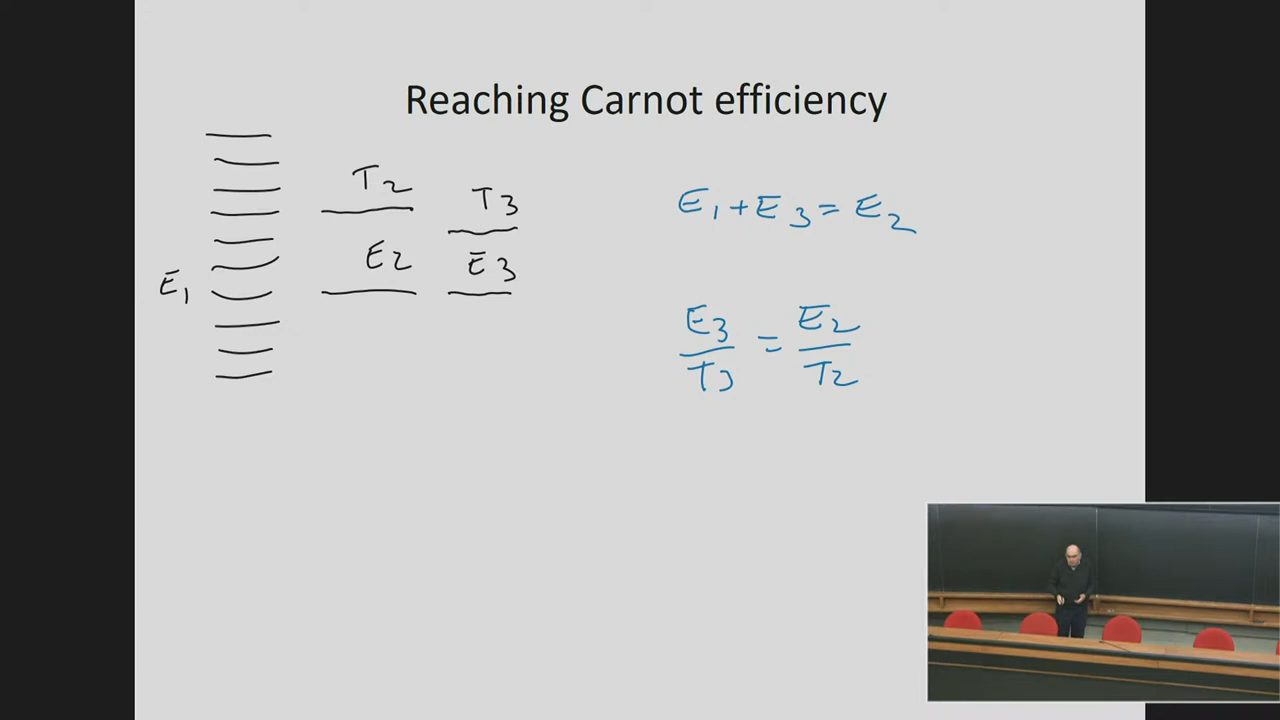 Reaching Carnot efficiency
T2
T3
E1 + E3 = E2
E2
E3
E1
E3/T3 = E2/T2